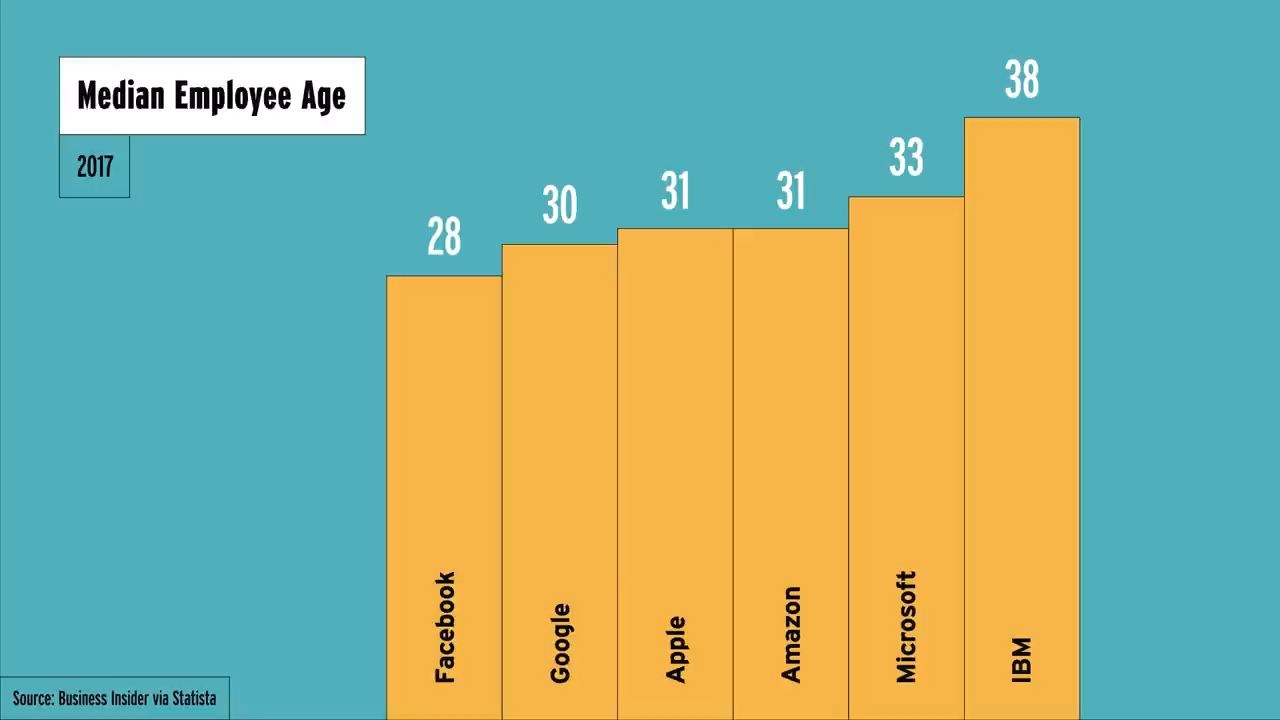 Median Employee Age
2017
28
30
31
31
33
38
Facebook
Google
Apple
Amazon
Microsoft
IBM
Source: Business Insider via Statista